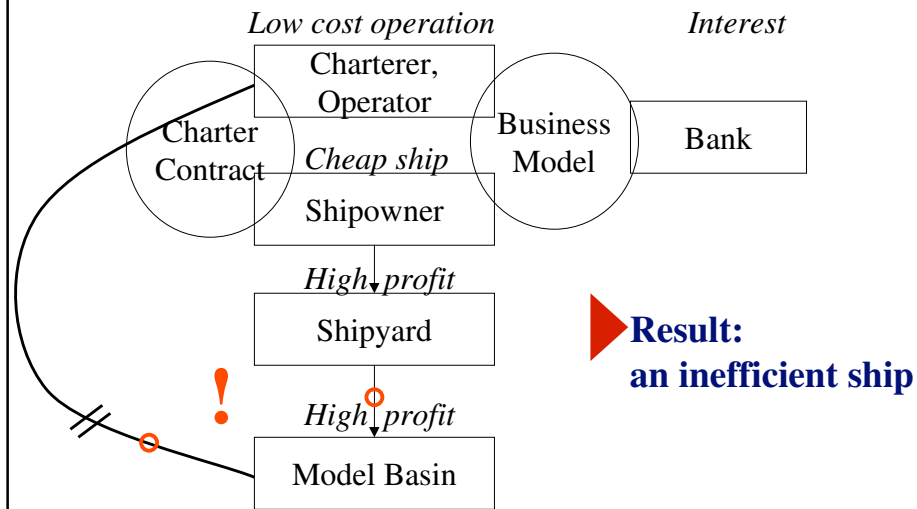 Low cost operation
Interest
Charterer,
Operator
Charter
Contract
Business
Model
Bank
Cheap ship
Shipowner
High profit
Shipyard
Result:
an inefficient ship
!
High profit
Model Basin